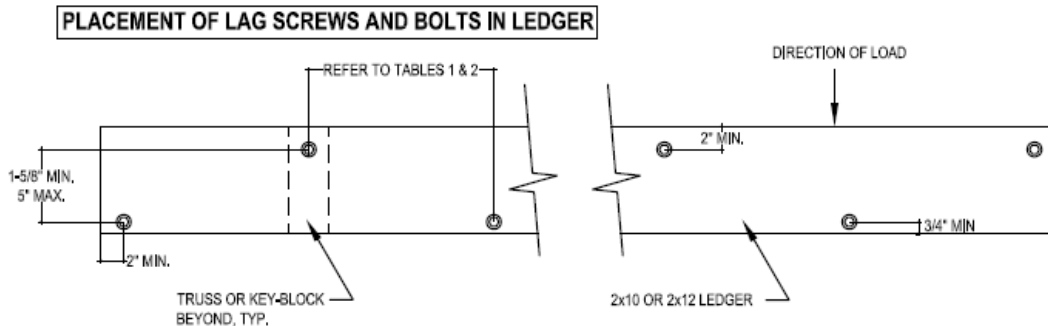 PLACEMENT OF LAG SCREWS AND BOLTS IN LEDGER
DIRECTION OF LOAD
REFER TO TABLES 1 & 2
2" MIN.
1-5/8" MIN.
5" MAX.
3/4" MIN
2" MIN.
TRUSS OR KEY-BLOCK
BEYOND, TYP.
2x10 OR 2x12 LEDGER